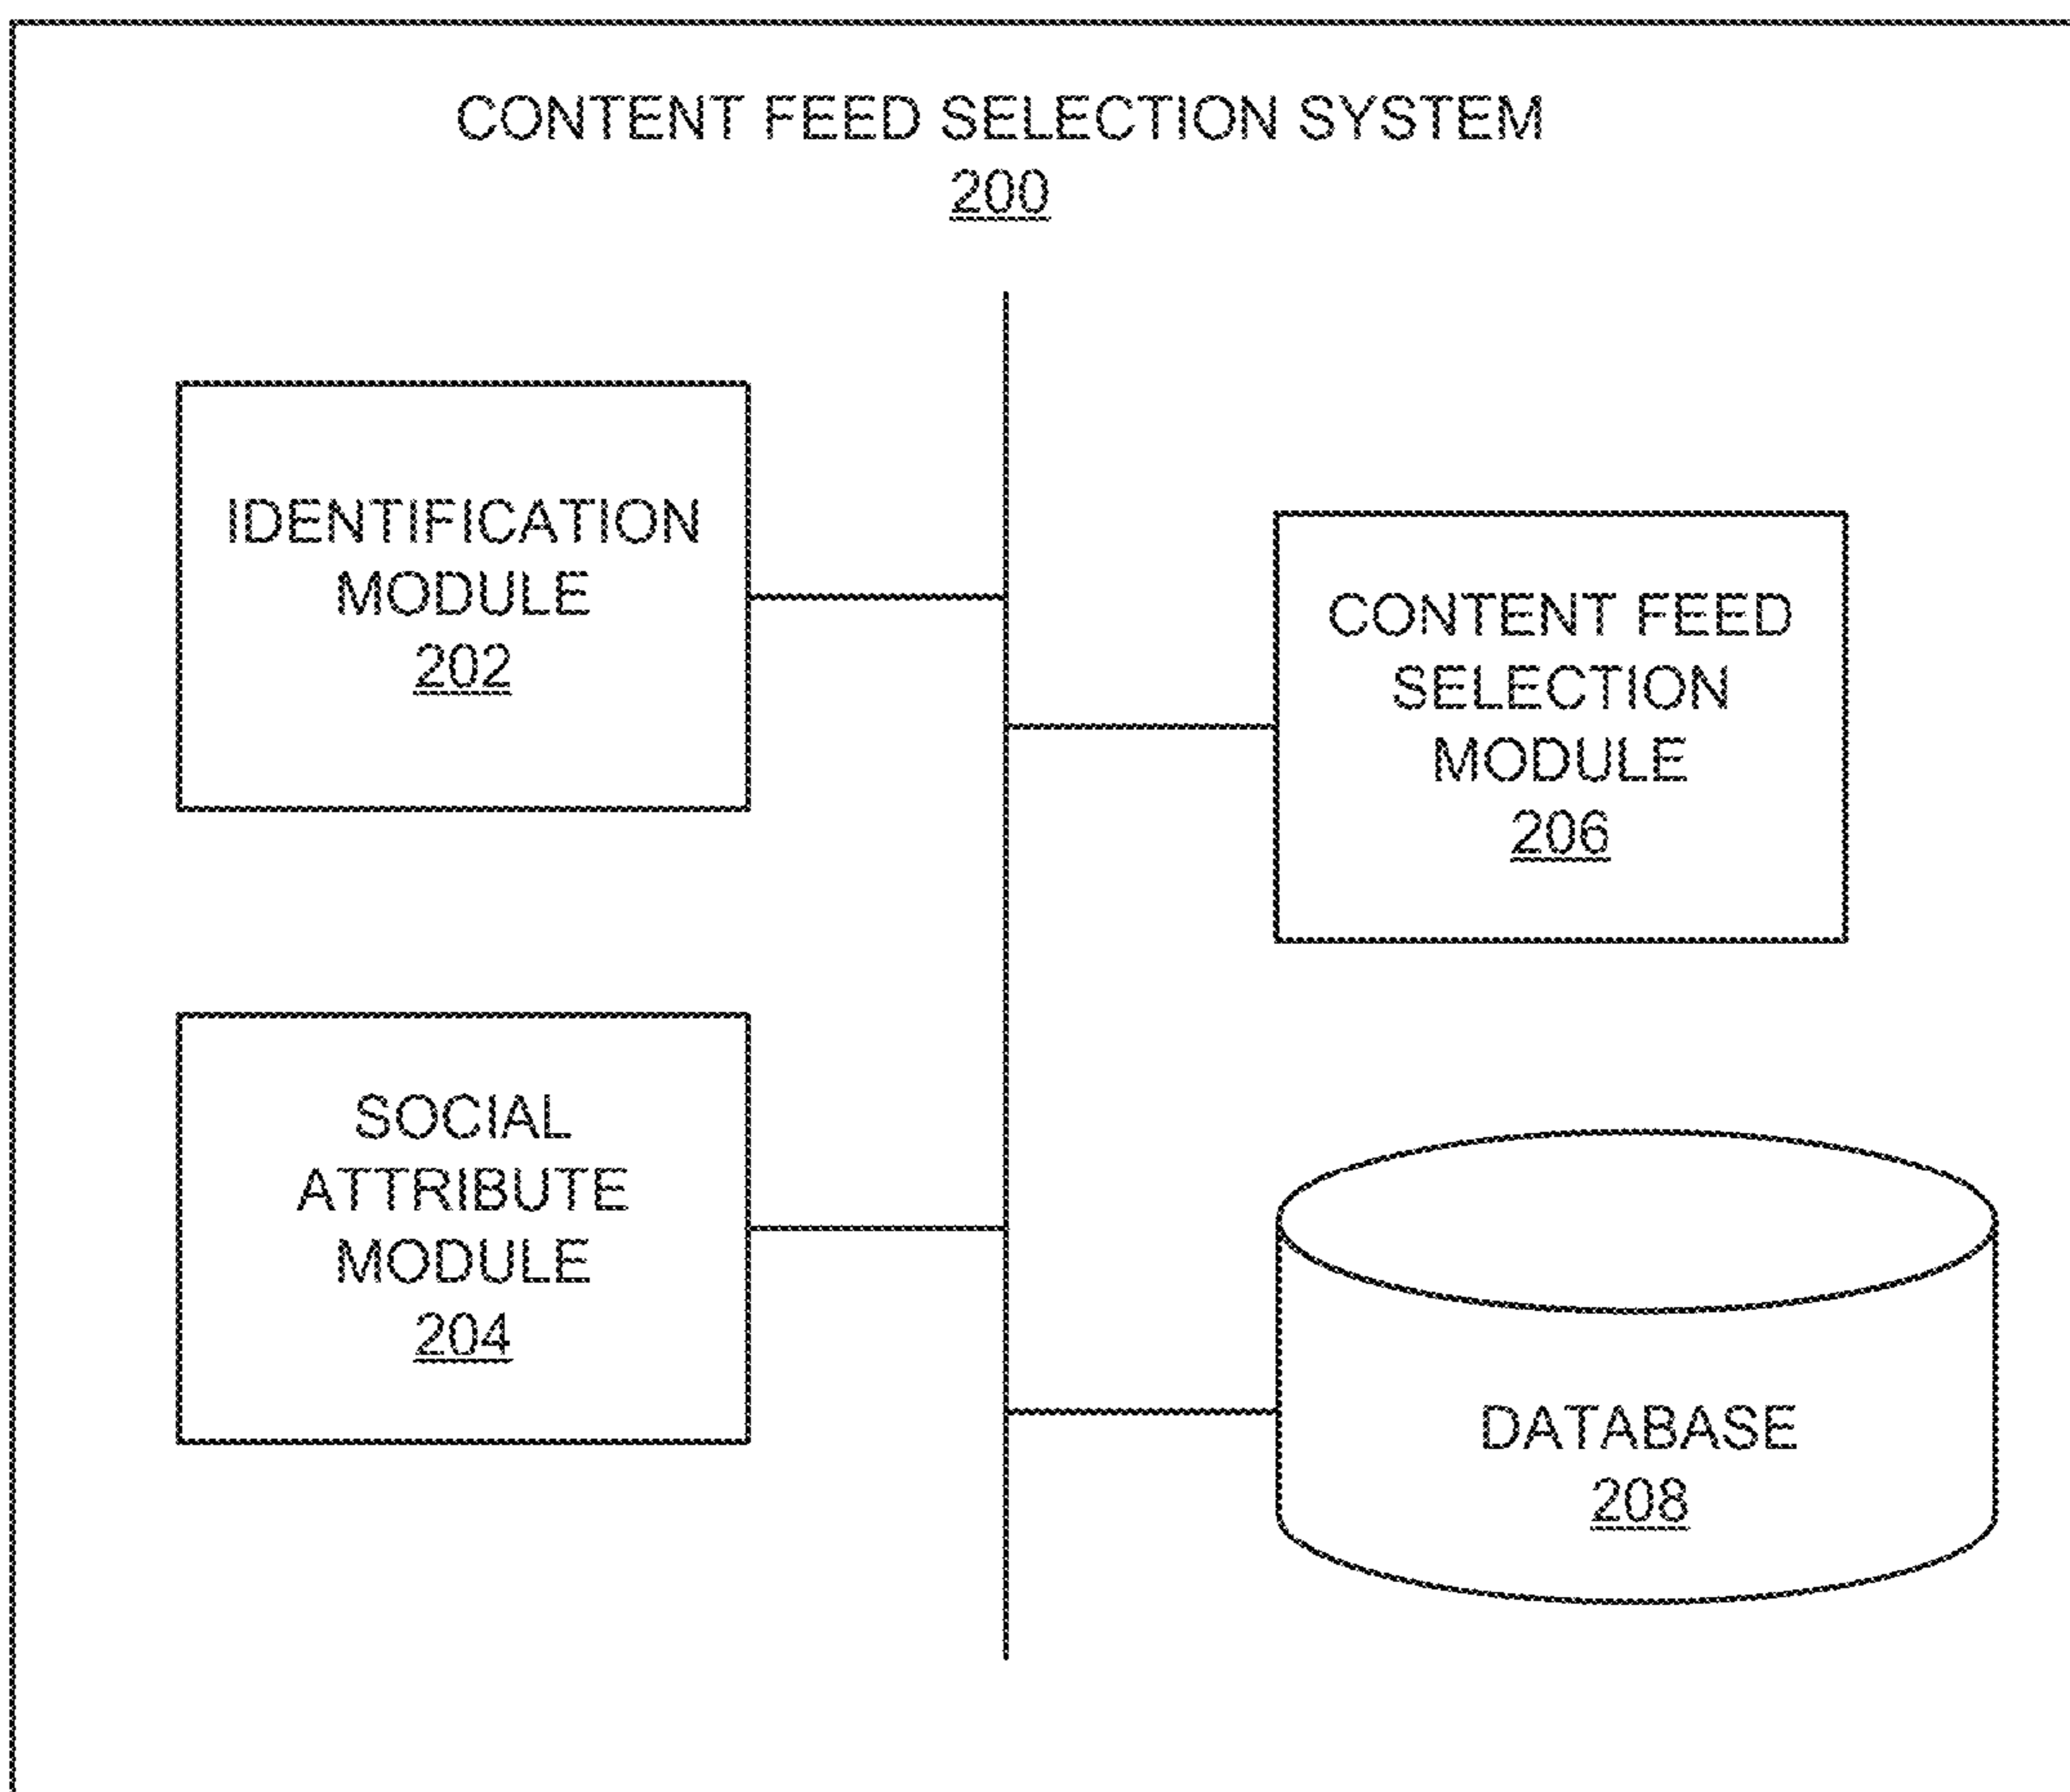 CONTENT FEED SELECTION SYSTEM
200
IDENTIFICATION
MODULE
202
CONTENT FEED
SELECTION
MODULE
206
SOCIAL
ATTRIBUTE
MODULE
204
DATABASE
208